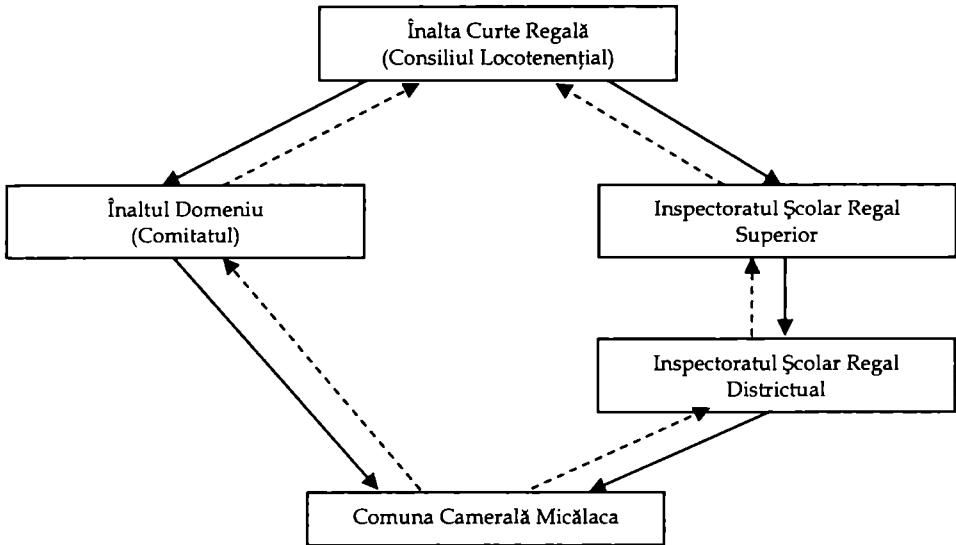 Înalta Curte Regală
(Consiliul Locotenențial)
Înaltul Domeniu
(Comitatul)
Inspectoratul Școlar Regal
Superior
Inspectoratul Școlar Regal
Districtual
Comuna Camerală Micălaca